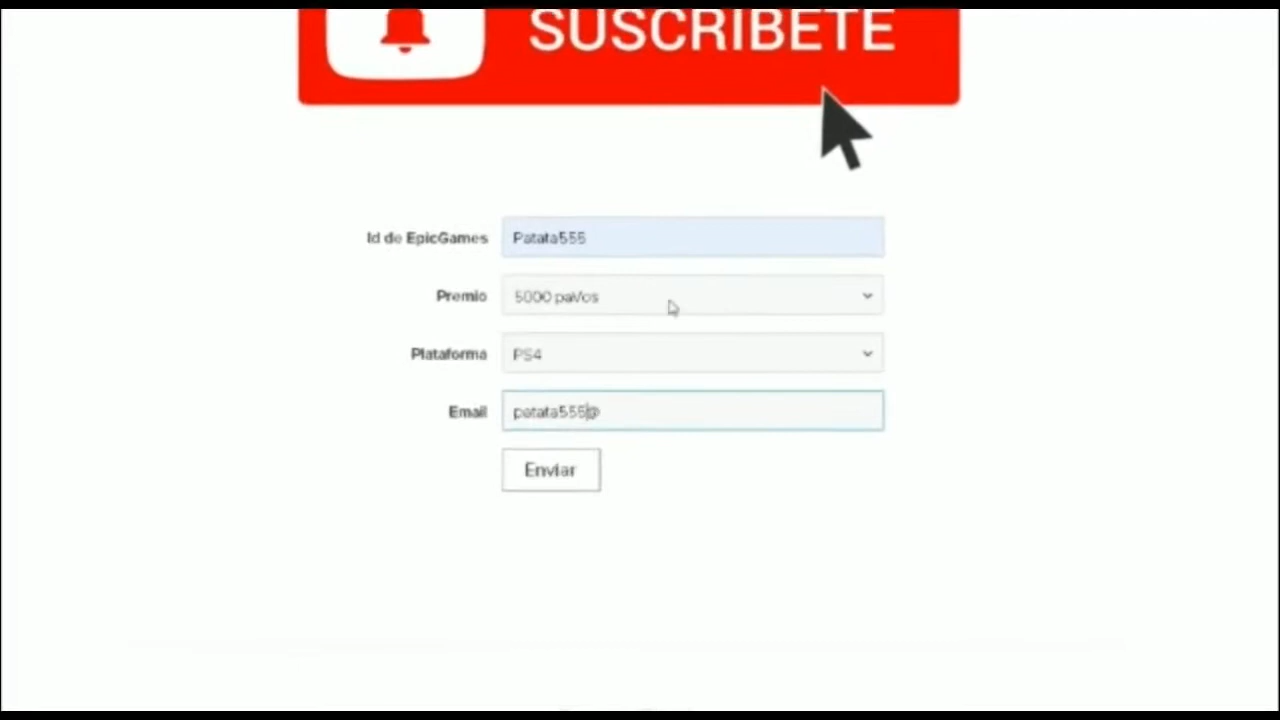 SUSCRIBETE
Id de EpicGames Patata555
Premio 5000 paVos
Plataforma PS4
Email patata555@
Enviar